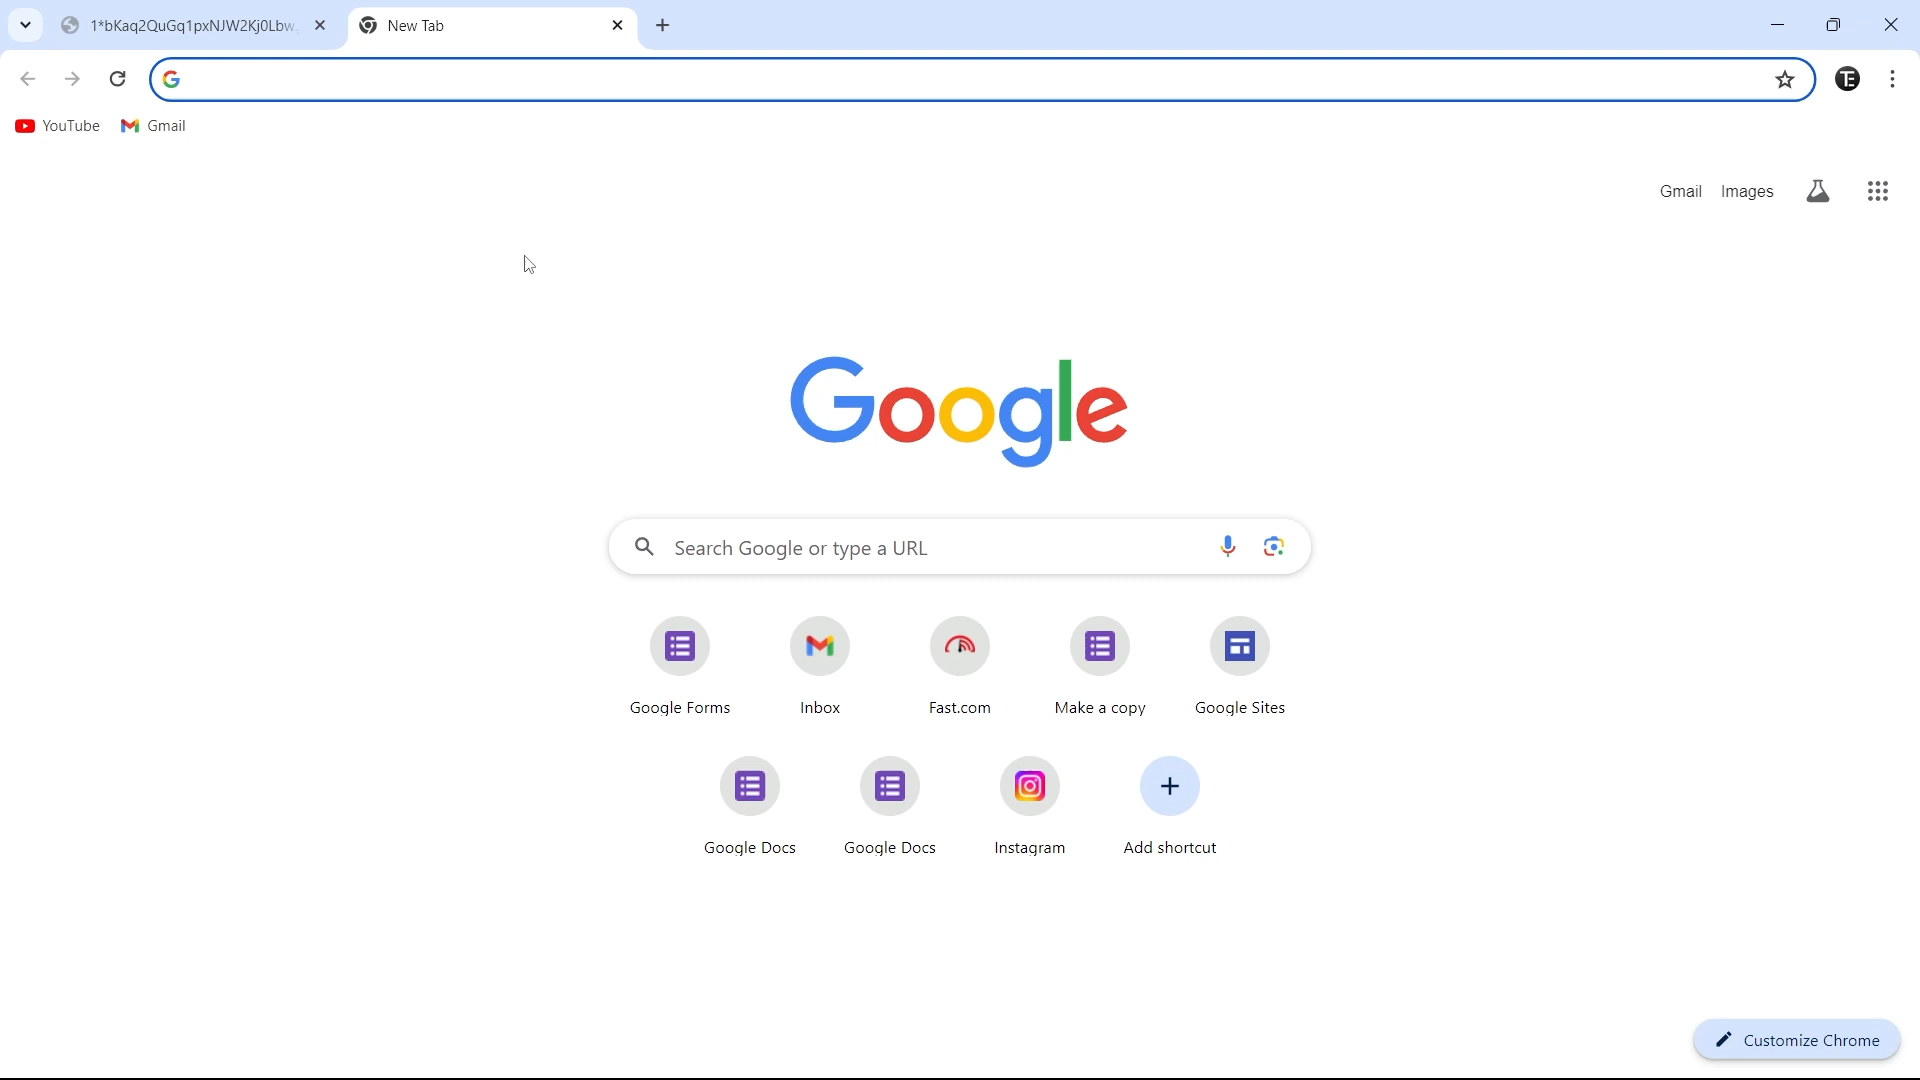 1*bKaq2QuGq1pxNJW2Kj0Lbw.
New Tab
YouTube
Gmail
Gmail Images
Google
Search Google or type a URL
Google Forms
Inbox
Fast.com
Make a copy
Google Sites
Google Docs
Google Docs
Instagram
Add shortcut
Customize Chrome